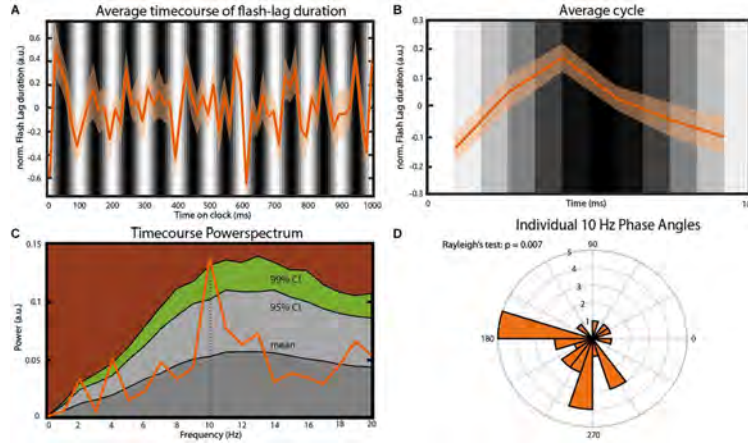 A
Average timecourse of flash-lag duration
norm. Flash Lag duration (a.u.)
0.6
0.4
0.2
0
-0.2
-0.4
-0.6
0 100 200 300 400 500 600 700 800 900 1000
Time on clock (ms)
B
Average cycle
norm. Flash Lag duration (a.u.)
0.3
0.2
0.1
0
-0.1
-0.2
-0.3
Time (ms)
C
Timecourse Powerspectrum
Power (a.u.)
0.15
0.1
0.05
0
99% CI
95% CI
mean
0 2 4 6 8 10 12 14 16 18 20
Frequency (Hz)
D
Individual 10 Hz Phase Angles
Rayleigh's test: p = 0.007
90
5
4
3
2
1
180
0
270